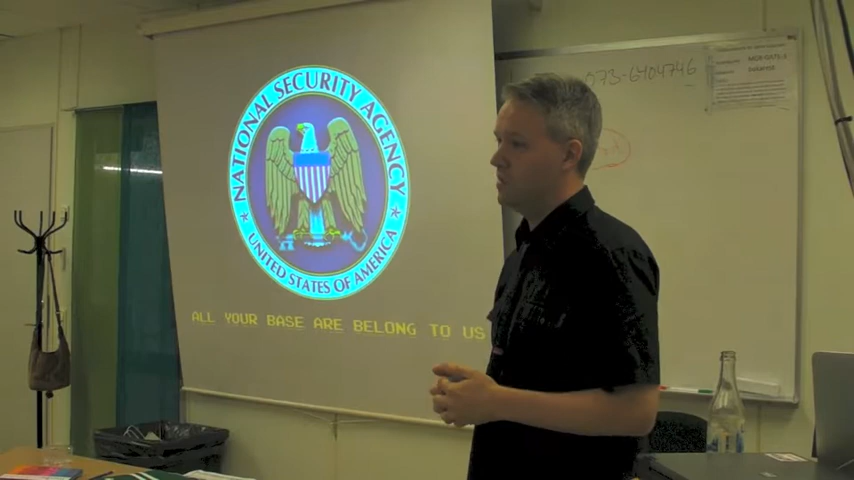 NATIONAL SECURITY AGENCY
UNITED STATES OF AMERICA
ALL YOUR BASE ARE BELONG TO US
073-6404746